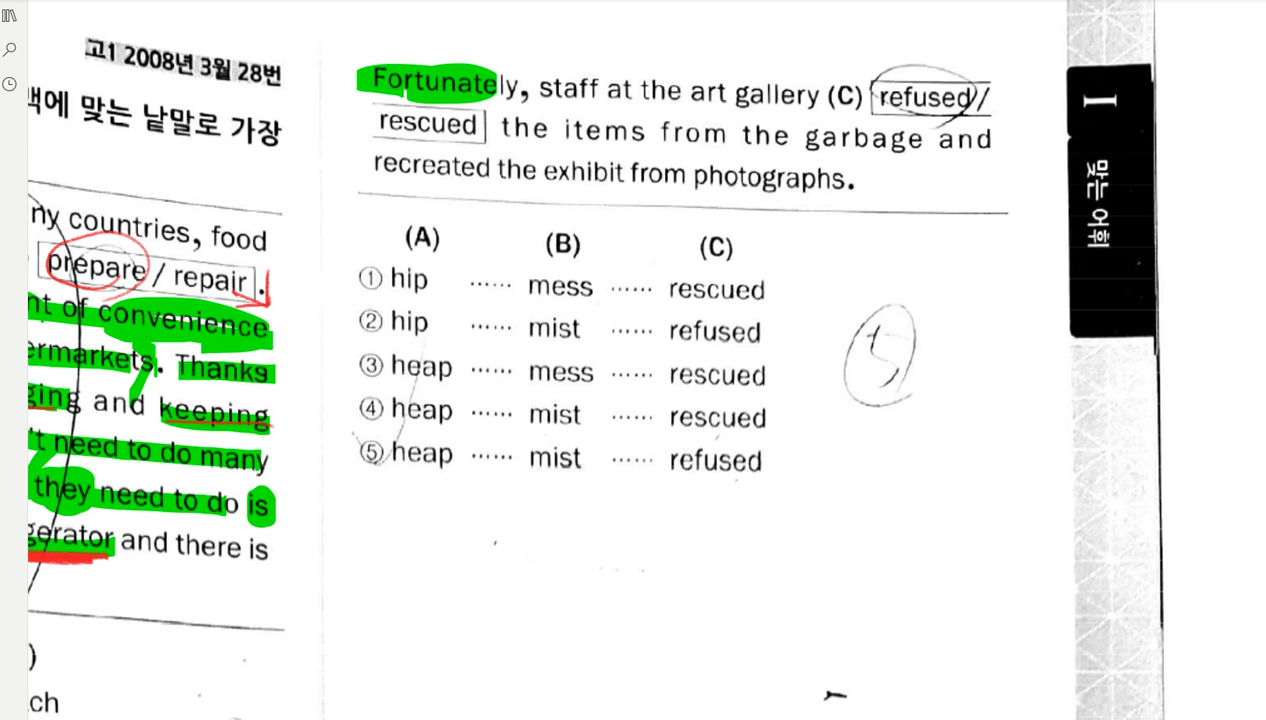 고1 2008년 3월 28번
맥에 맞는 낱말로 가장
ny countries, food
prepare / repair.
nt of convenience
ermarkets. Thanks
ging and keeping
't need to do many
they need to do is
gerator and there is
)
ch
Fortunately, staff at the art gallery (C) refused /
rescued the items from the garbage and
recreated the exhibit from photographs.
(A) (B) (C)
① hip ...... mess ...... rescued
② hip ...... mist ...... refused
③ heap ...... mess ...... rescued
④ heap ...... mist ...... rescued
⑤ heap ...... mist ...... refused
5
I
맞는 어휘